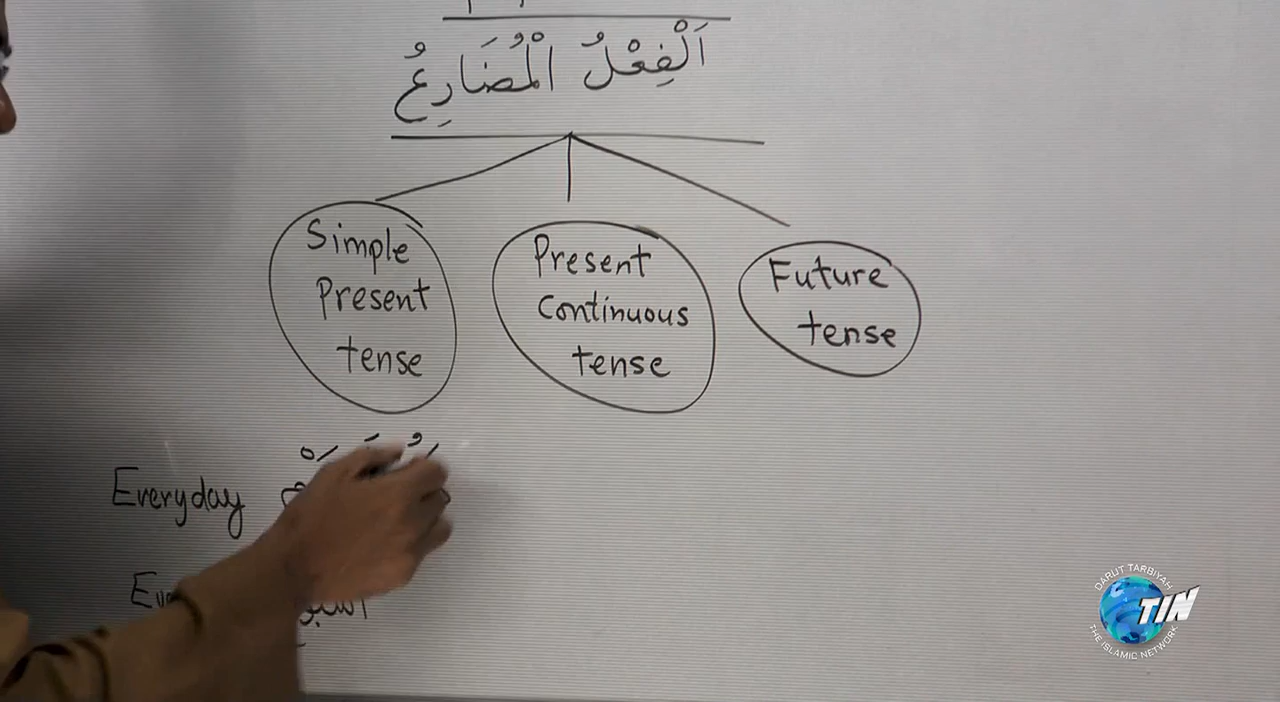 اَلْفِعْلُ الْمُضَارِعُ
Simple
Present
tense
Present
Continuous
tense
Future
tense
Everyday
DARUT TARBIYAH
TIN
THE ISLAMIC NETWORK